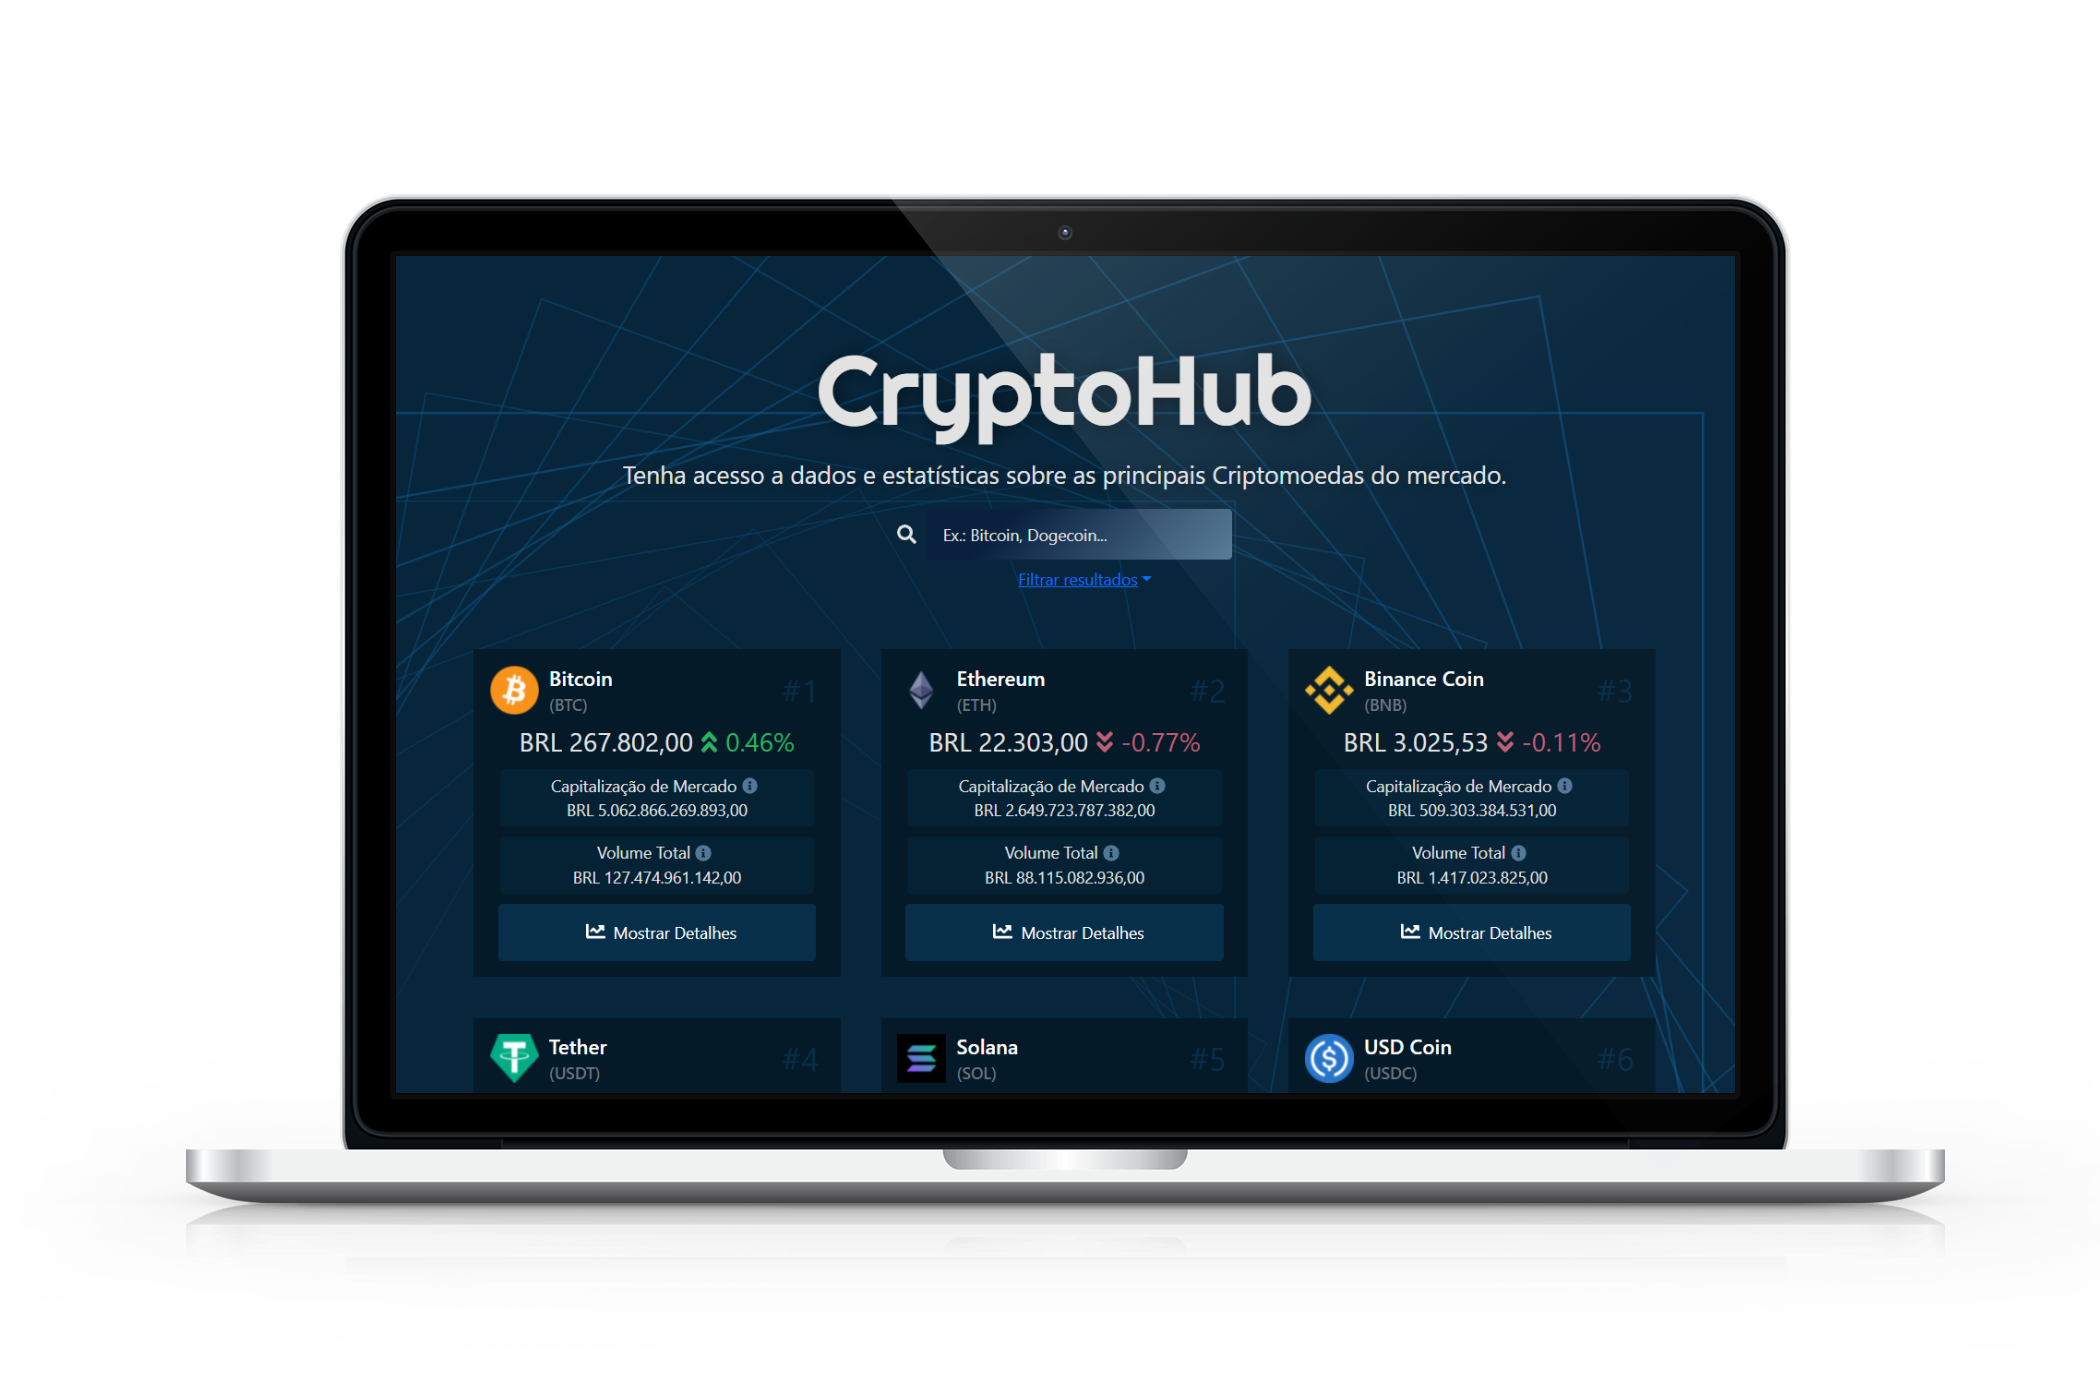 CryptoHub
Tenha acesso a dados e estatísticas sobre as principais Criptomoedas do mercado.
Ex.: Bitcoin, Dogecoin...
Filtrar resultados
Bitcoin
(BTC)
#1
BRL 267.802,00 0.46%
Capitalização de Mercado
BRL 5.062.866.269.893,00
Volume Total
BRL 127.474.961.142,00
Mostrar Detalhes
Ethereum
(ETH)
#2
BRL 22.303,00 -0.77%
Capitalização de Mercado
BRL 2.649.723.787.382,00
Volume Total
BRL 88.115.082.936,00
Mostrar Detalhes
Binance Coin
(BNB)
#3
BRL 3.025,53 -0.11%
Capitalização de Mercado
BRL 509.303.384.531,00
Volume Total
BRL 1.417.023.825,00
Mostrar Detalhes
Tether
(USDT)
#4
Solana
(SOL)
#5
USD Coin
(USDC)
#6